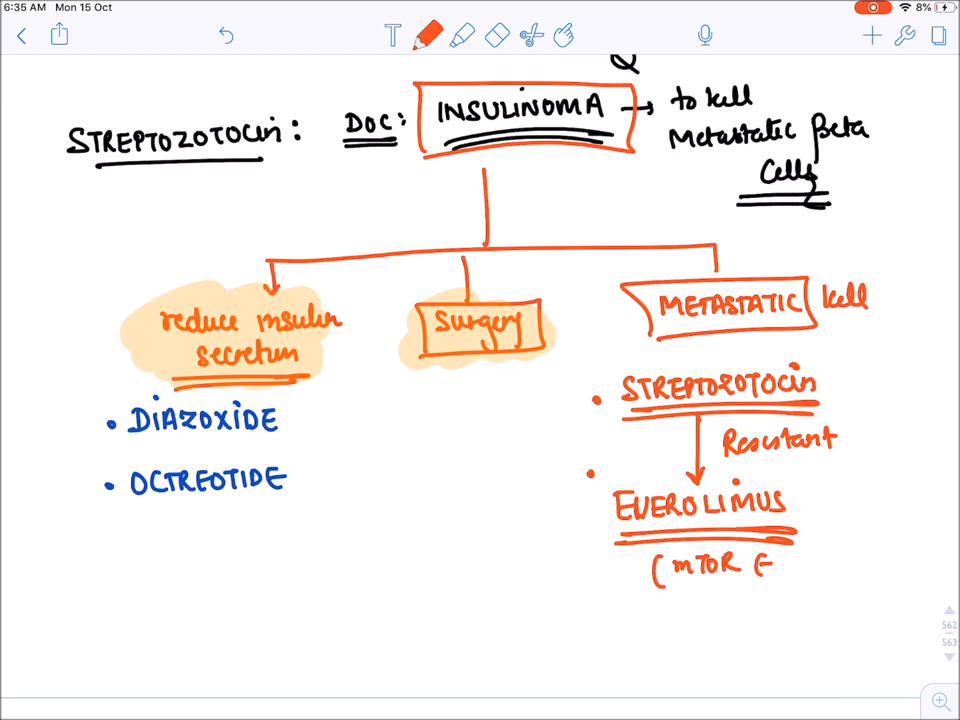 6:35 AM Mon 15 Oct
8%
T
STREPTOZOTOCIN :
DOC:
INSULINOMA → to kill
Metastatic Beta
Cells
reduce insulin
secretion
Surgery
METASTATIC kill
• DIAZOXIDE
• OCTREOTIDE
• STREPTOZOTOCIN
Resistant
• EVEROLIMUS
( mTOR (-
562
563